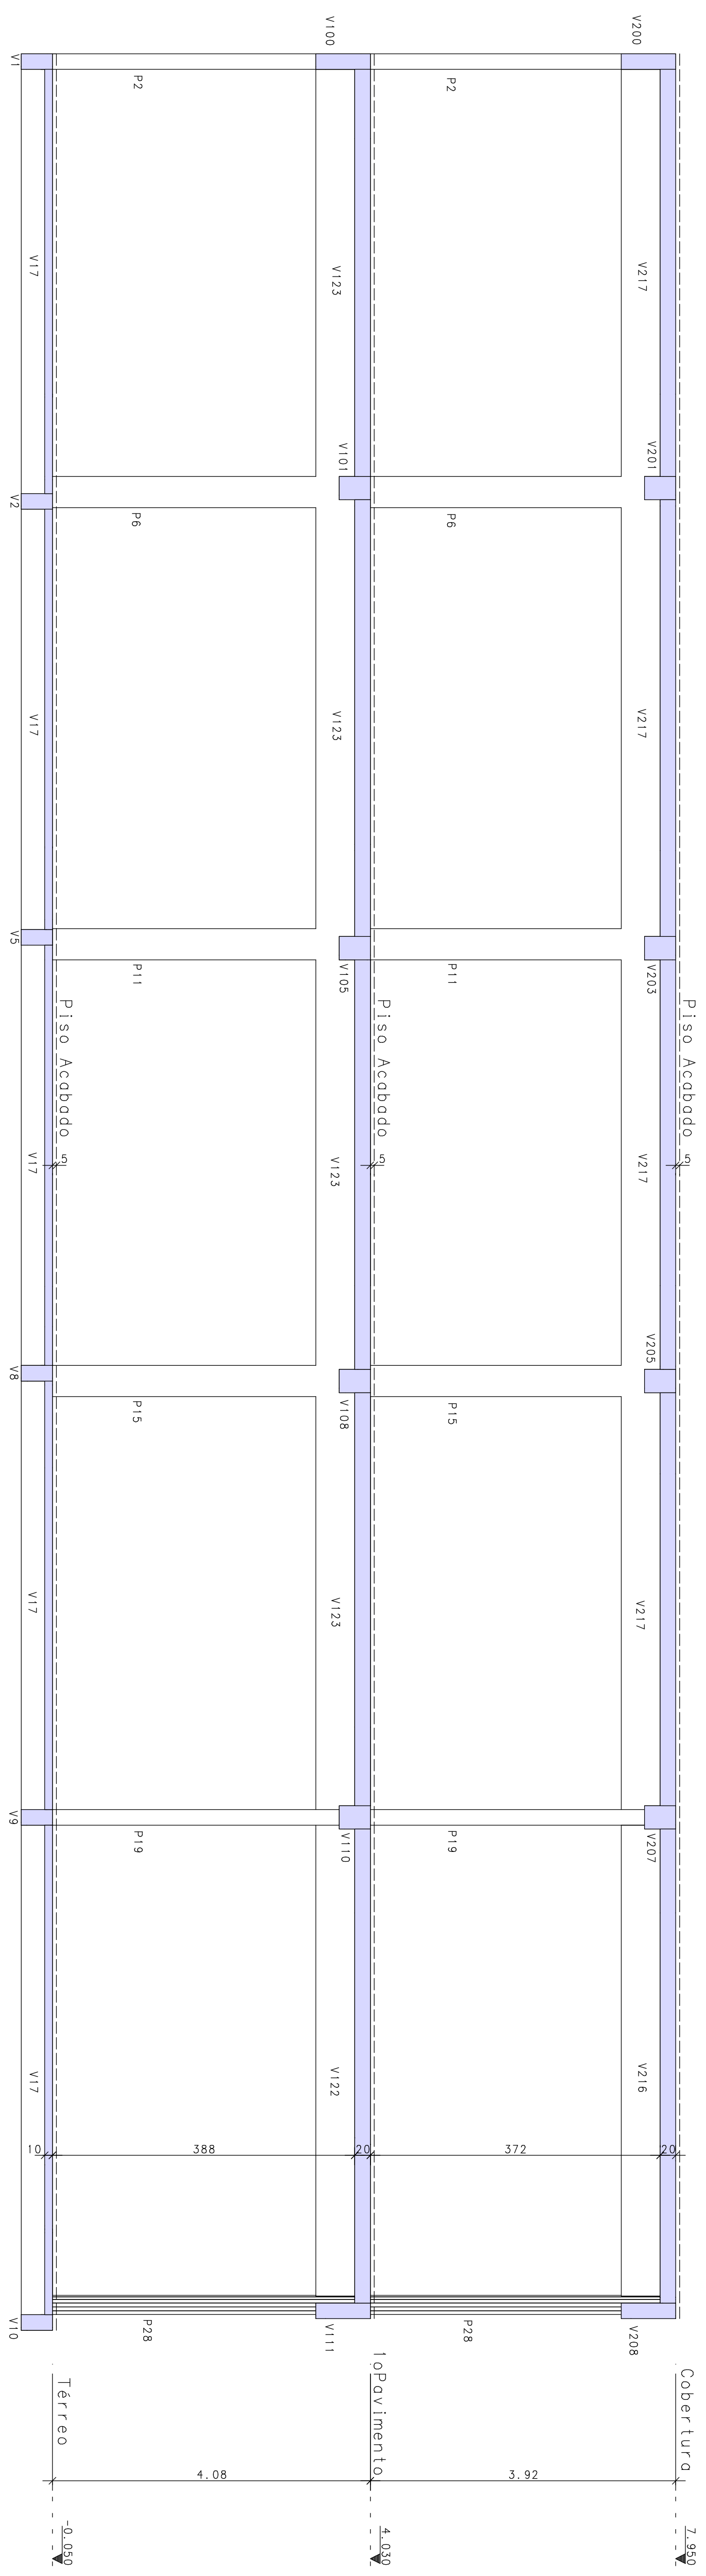 V200
V217
V201
V217
V203
V217
V205
V217
V207
V216
V208
Piso Acabado
5
20
Cobertura
7.950
P2
P6
P11
P15
P19
372
P28
3.92
V100
V123
V101
V123
V105
V123
V108
V123
V110
V122
V111
Piso Acabado
5
20
1oPavimento
4.030
P2
P6
P11
P15
P19
388
P28
4.08
Piso Acabado
5
Térreo
-0.050
V1
V17
V2
V17
V5
V17
V8
V17
V9
V17
10
V10